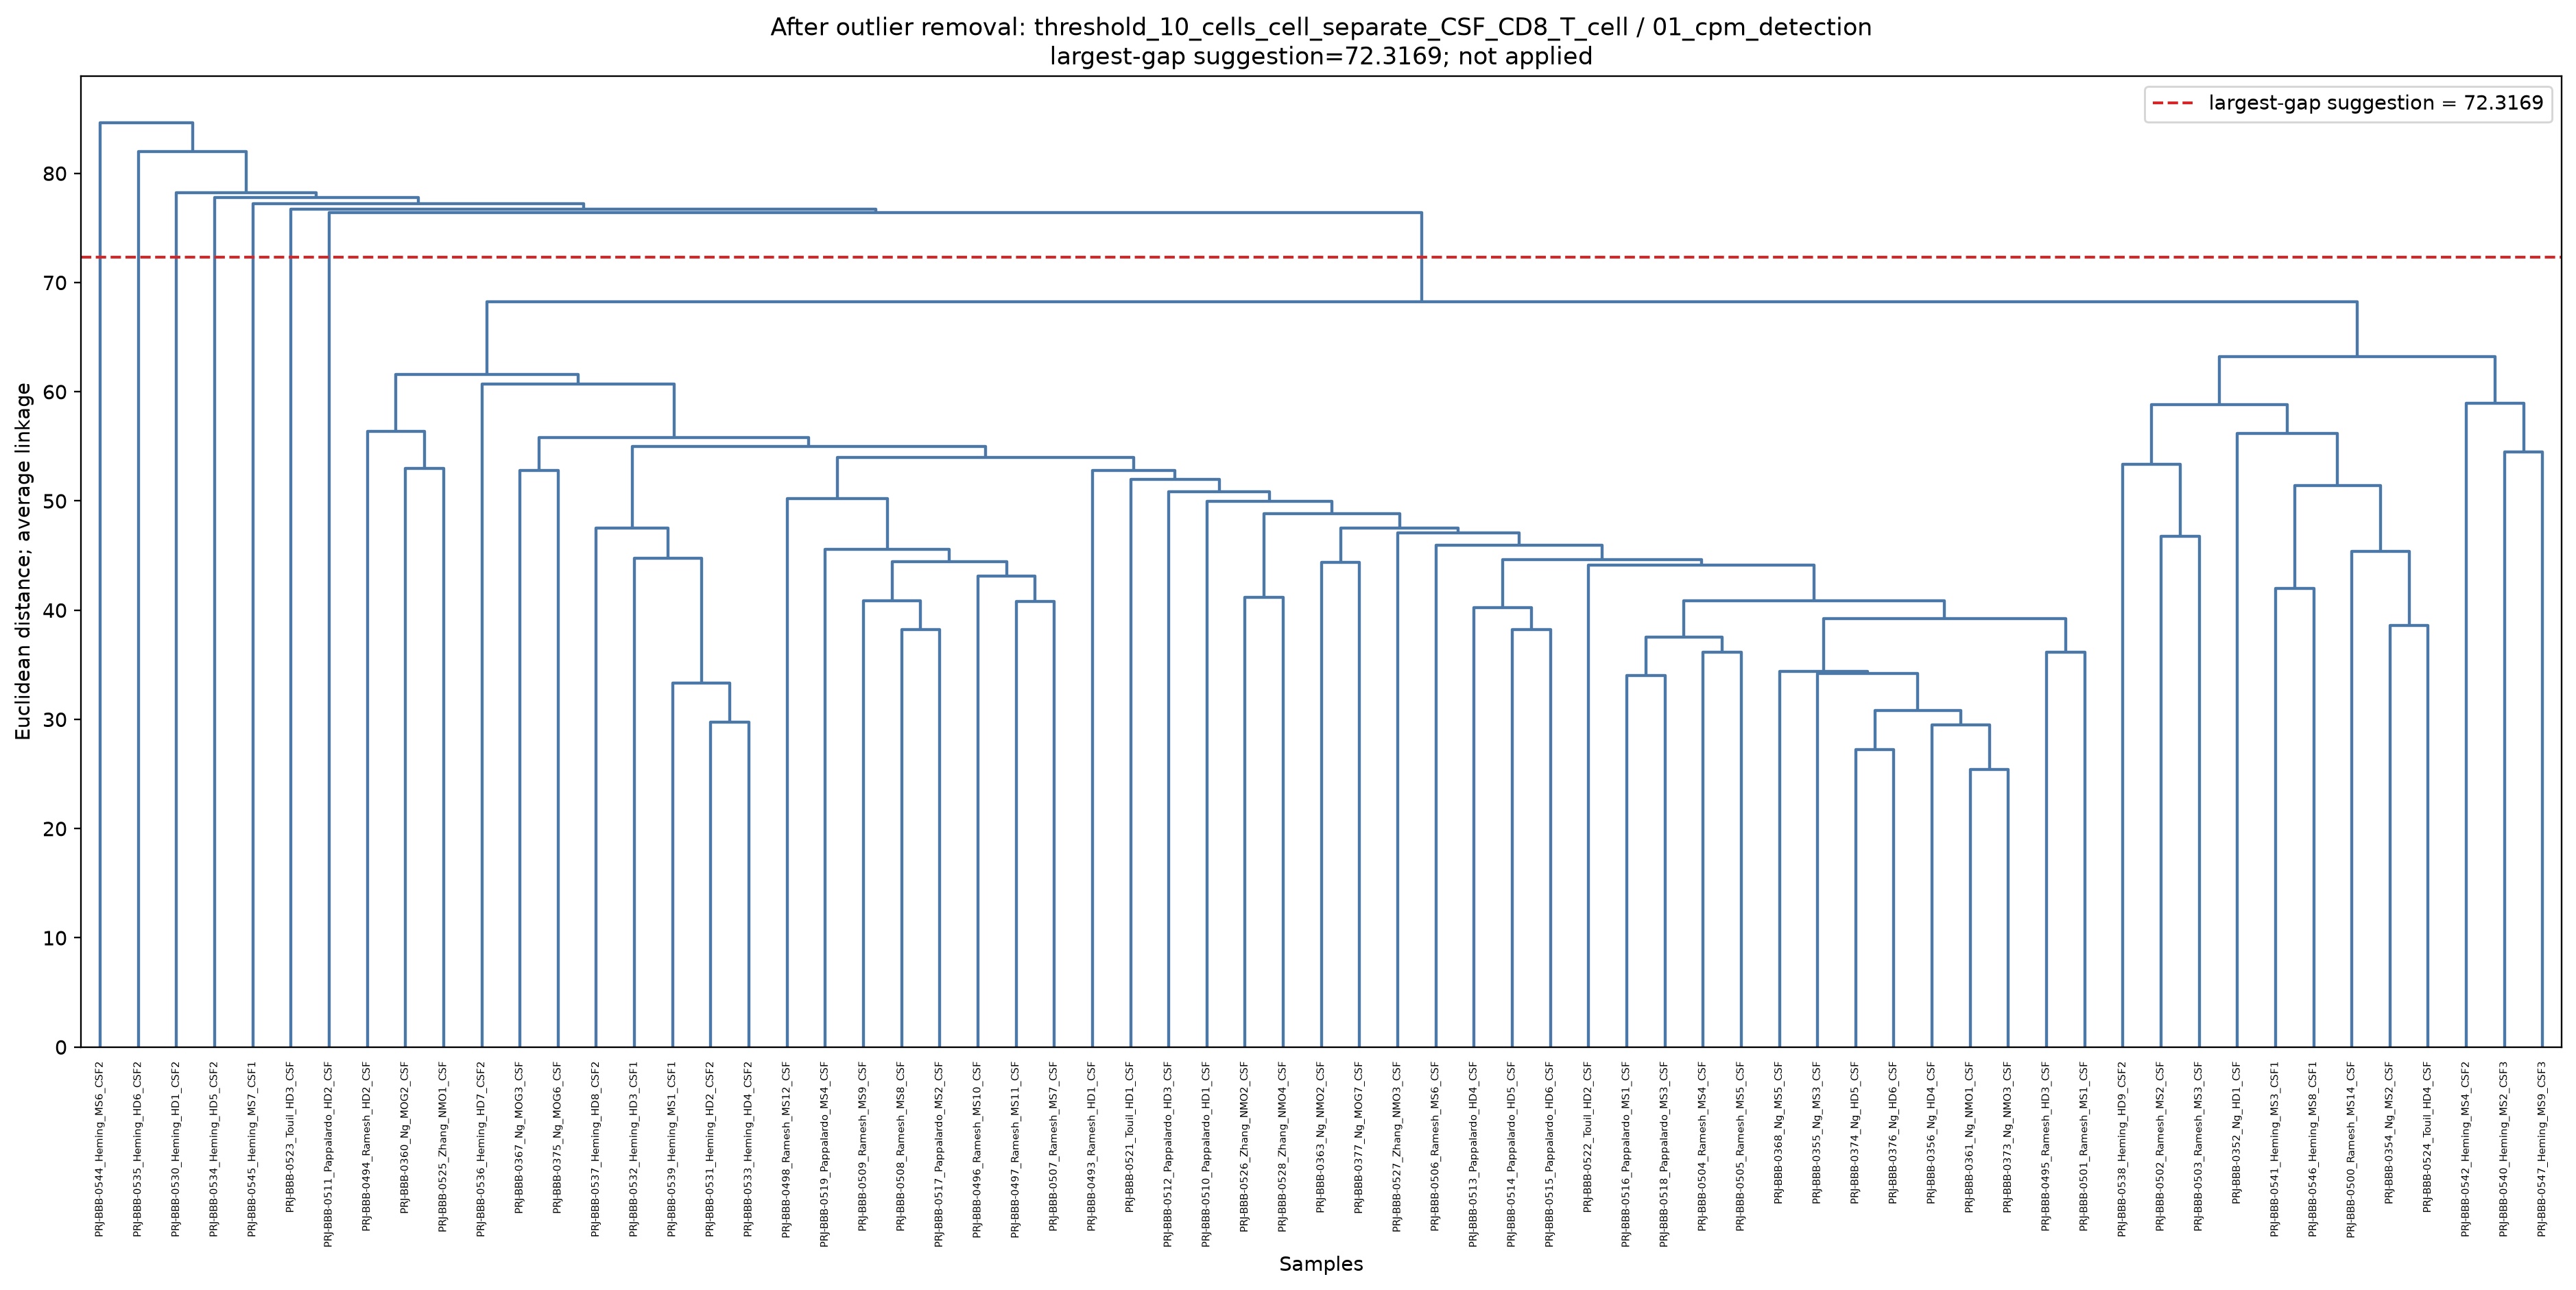 After outlier removal: threshold_10_cells_cell_separate_CSF_CD8_T_cell / 01_cpm_detection
largest-gap suggestion=72.3169; not applied
largest-gap suggestion = 72.3169
Euclidean distance; average linkage
80
70
60
50
40
30
20
10
0
PRJ-BBB-0544_Heming_MS6_CSF2
PRJ-BBB-0535_Heming_HD6_CSF2
PRJ-BBB-0530_Heming_HD1_CSF2
PRJ-BBB-0534_Heming_HD5_CSF2
PRJ-BBB-0545_Heming_MS7_CSF1
PRJ-BBB-0523_Touil_HD3_CSF
PRJ-BBB-0511_Pappalardo_HD2_CSF
PRJ-BBB-0494_Ramesh_HD2_CSF
PRJ-BBB-0360_Ng_MOG2_CSF
PRJ-BBB-0525_Zhang_NMO1_CSF
PRJ-BBB-0536_Heming_HD7_CSF2
PRJ-BBB-0367_Ng_MOG3_CSF
PRJ-BBB-0375_Ng_MOG6_CSF
PRJ-BBB-0537_Heming_HD8_CSF2
PRJ-BBB-0532_Heming_HD3_CSF1
PRJ-BBB-0539_Heming_MS1_CSF1
PRJ-BBB-0531_Heming_HD2_CSF2
PRJ-BBB-0533_Heming_HD4_CSF2
PRJ-BBB-0498_Ramesh_MS12_CSF
PRJ-BBB-0519_Pappalardo_MS4_CSF
PRJ-BBB-0509_Ramesh_MS9_CSF
PRJ-BBB-0508_Ramesh_MS8_CSF
PRJ-BBB-0517_Pappalardo_MS2_CSF
PRJ-BBB-0496_Ramesh_MS10_CSF
PRJ-BBB-0497_Ramesh_MS11_CSF
PRJ-BBB-0507_Ramesh_MS7_CSF
PRJ-BBB-0493_Ramesh_HD1_CSF
PRJ-BBB-0521_Touil_HD1_CSF
PRJ-BBB-0512_Pappalardo_HD3_CSF
PRJ-BBB-0510_Pappalardo_HD1_CSF
PRJ-BBB-0526_Zhang_NMO2_CSF
PRJ-BBB-0528_Zhang_NMO4_CSF
PRJ-BBB-0363_Ng_NMO2_CSF
PRJ-BBB-0377_Ng_MOG7_CSF
PRJ-BBB-0527_Zhang_NMO3_CSF
PRJ-BBB-0506_Ramesh_MS6_CSF
PRJ-BBB-0513_Pappalardo_HD4_CSF
PRJ-BBB-0514_Pappalardo_HD5_CSF
PRJ-BBB-0515_Pappalardo_HD6_CSF
PRJ-BBB-0522_Touil_HD2_CSF
PRJ-BBB-0516_Pappalardo_MS1_CSF
PRJ-BBB-0518_Pappalardo_MS3_CSF
PRJ-BBB-0504_Ramesh_MS4_CSF
PRJ-BBB-0505_Ramesh_MS5_CSF
PRJ-BBB-0368_Ng_MS5_CSF
PRJ-BBB-0355_Ng_MS3_CSF
PRJ-BBB-0374_Ng_HD5_CSF
PRJ-BBB-0376_Ng_HD6_CSF
PRJ-BBB-0356_Ng_HD4_CSF
PRJ-BBB-0361_Ng_NMO1_CSF
PRJ-BBB-0373_Ng_NMO3_CSF
PRJ-BBB-0495_Ramesh_HD3_CSF
PRJ-BBB-0501_Ramesh_MS1_CSF
PRJ-BBB-0538_Heming_HD9_CSF2
PRJ-BBB-0502_Ramesh_MS2_CSF
PRJ-BBB-0503_Ramesh_MS3_CSF
PRJ-BBB-0352_Ng_HD1_CSF
PRJ-BBB-0541_Heming_MS3_CSF1
PRJ-BBB-0546_Heming_MS8_CSF1
PRJ-BBB-0500_Ramesh_MS14_CSF
PRJ-BBB-0354_Ng_MS2_CSF
PRJ-BBB-0524_Touil_HD4_CSF
PRJ-BBB-0542_Heming_MS4_CSF2
PRJ-BBB-0540_Heming_MS2_CSF3
PRJ-BBB-0547_Heming_MS9_CSF3
Samples